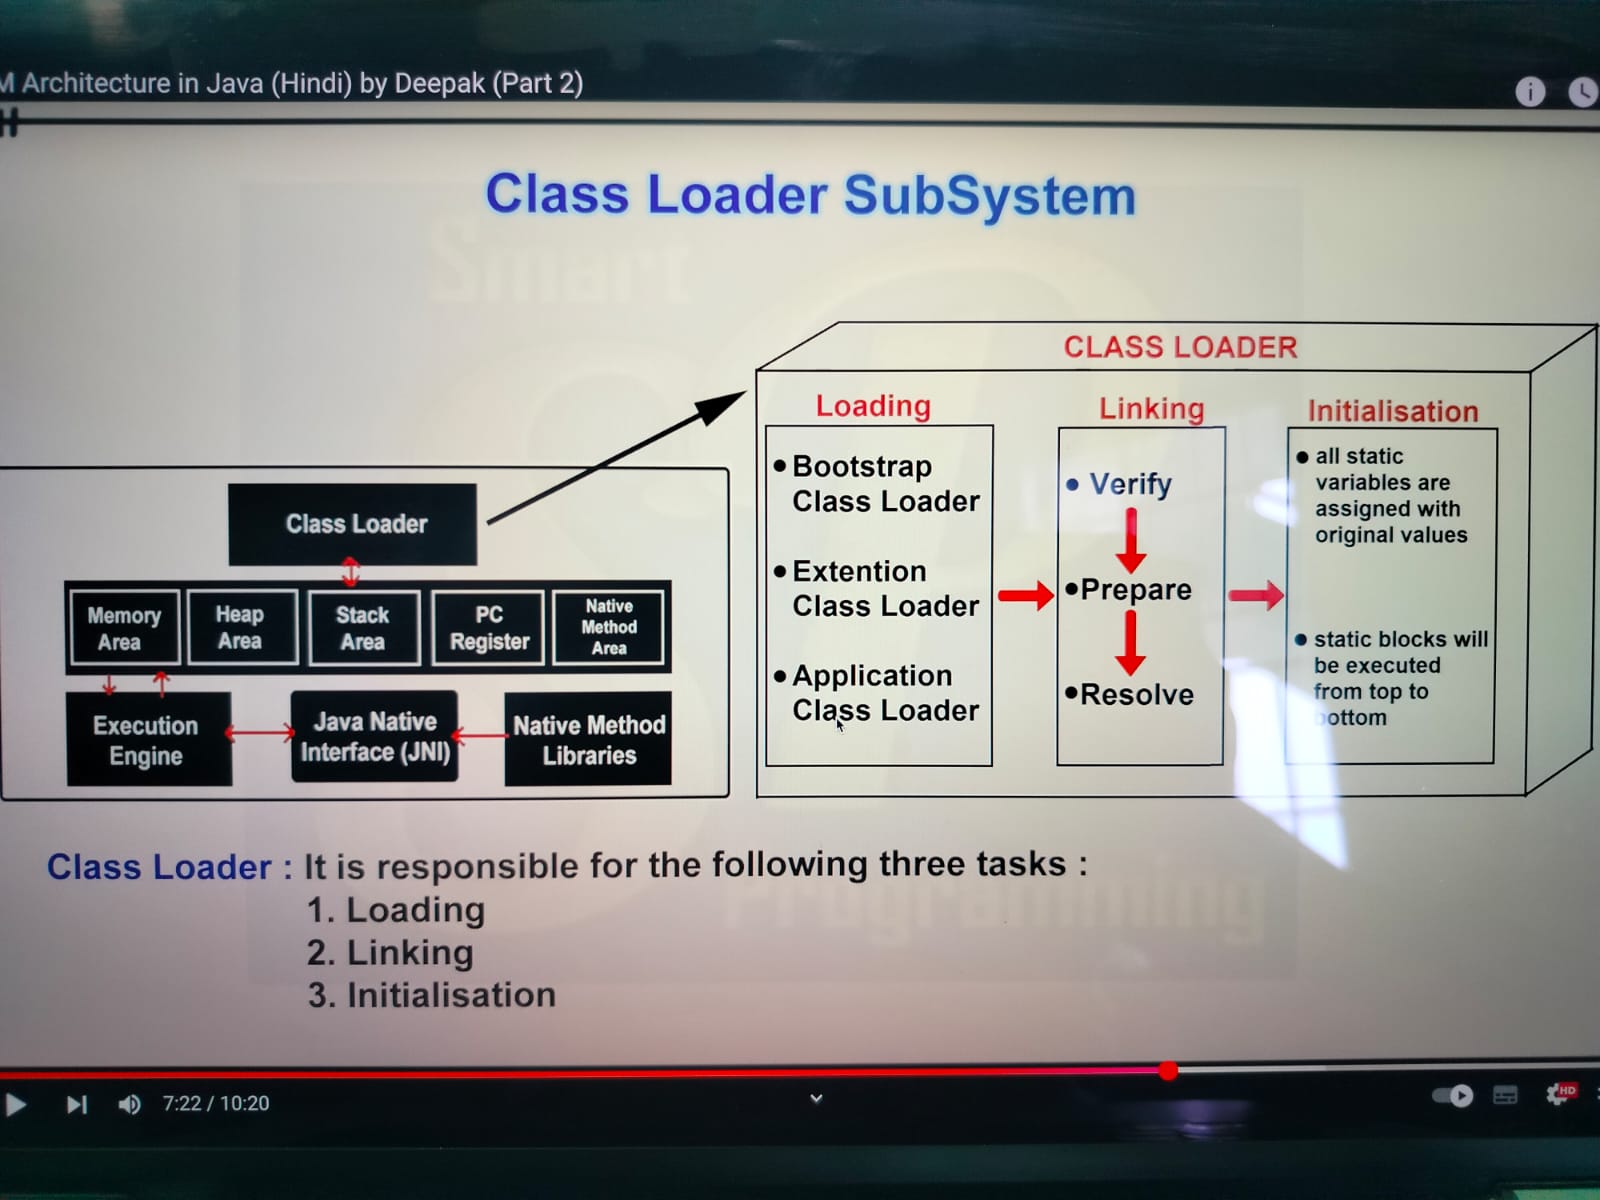 M Architecture in Java (Hindi) by Deepak (Part 2)
H
Class Loader SubSystem
Smart
CLASS LOADER
Loading
Linking
Initialisation
• Bootstrap
Class Loader
• Extention
Class Loader
• Application
Class Loader
• Verify
•Prepare
•Resolve
• all static
variables are
assigned with
original values
• static blocks will
be executed
from top to
bottom
Class Loader
Memory
Area
Heap
Area
Stack
Area
PC
Register
Native
Method
Area
Execution
Engine
Java Native
Interface (JNI)
Native Method
Libraries
Class Loader : It is responsible for the following three tasks :
1. Loading
2. Linking
3. Initialisation
Programming
7:22 / 10:20
HD